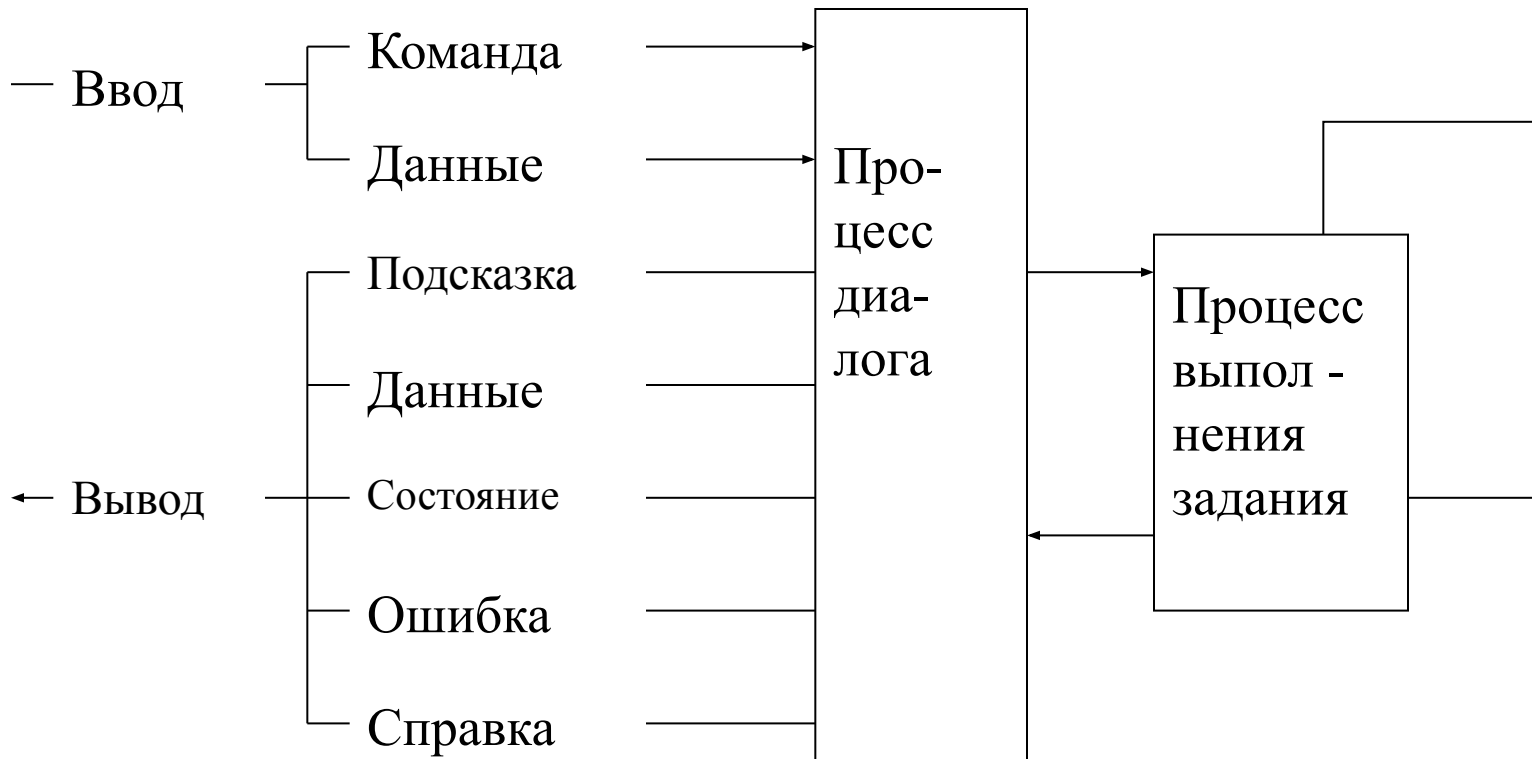 Ввод
Команда
Данные
Подсказка
Данные
Вывод
Состояние
Ошибка
Справка
Про-
цесс
диа-
лога
Процесс
выпол -
нения
задания